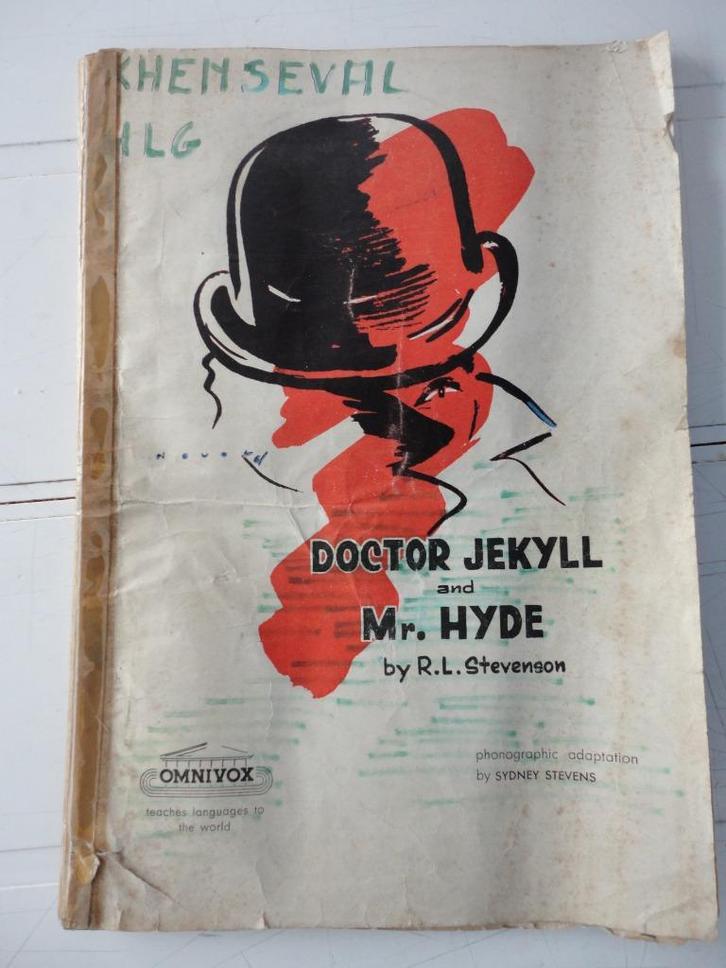 KHENSEVAL
HLG
DOCTOR JEKYLL
and
Mr. HYDE
by R.L. Stevenson
phonographic adaptation
by SYDNEY STEVENS
OMNIVOX
teaches languages to
the world